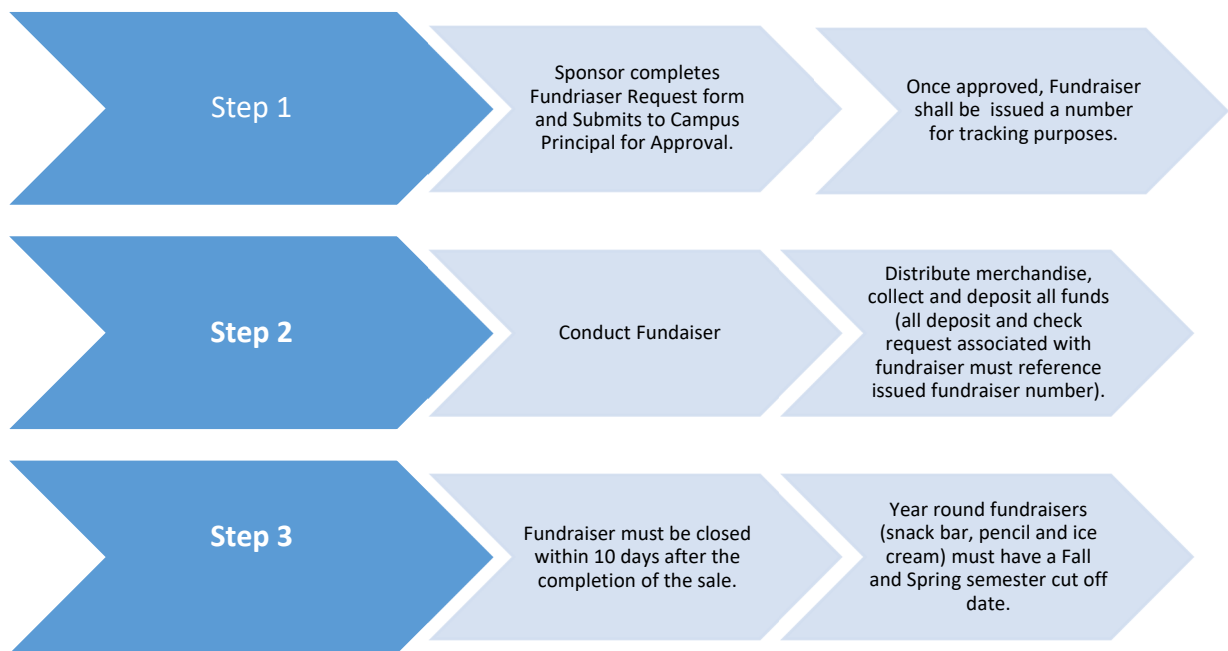 Step 1
Sponsor completes
Fundriaser Request form
and Submits to Campus
Principal for Approval.
Once approved, Fundraiser
shall be  issued a number
for tracking purposes.
Step 2
Conduct Fundaiser
Distribute merchandise,
collect and deposit all funds
(all deposit and check
request associated with
fundraiser must reference
issued fundraiser number).
Step 3
Fundraiser must be closed
within 10 days after the
completion of the sale.
Year round fundraisers
(snack bar, pencil and ice
cream) must have a Fall
and Spring semester cut off
date.